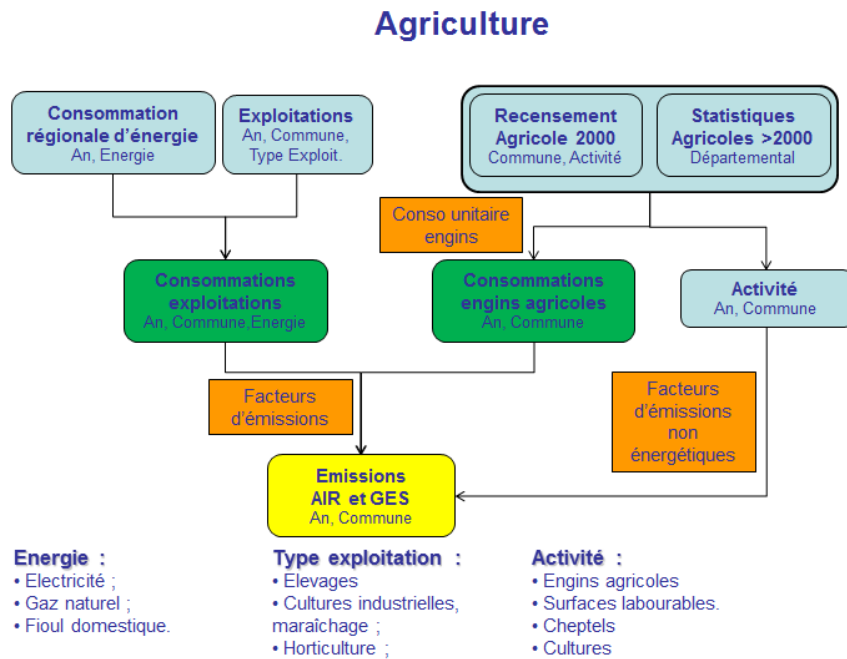 Agriculture
Consommation
régionale d'énergie
An, Energie
Exploitations
An, Commune,
Type Exploit.
Recensement
Agricole 2000
Commune, Activité
Statistiques
Agricoles >2000
Départemental
Conso unitaire
engins
Consommations
exploitations
An, Commune,Energie
Consommations
engins agricoles
An, Commune
Activité
An, Commune
Facteurs
d'émissions
Facteurs
d'émissions
non
énergétiques
Emissions
AIR et GES
An, Commune
Energie :
• Electricité ;
• Gaz naturel ;
• Fioul domestique.
Type exploitation :
• Elevages
• Cultures industrielles,
maraîchage ;
• Horticulture ;
Activité :
• Engins agricoles
• Surfaces labourables.
• Cheptels
• Cultures